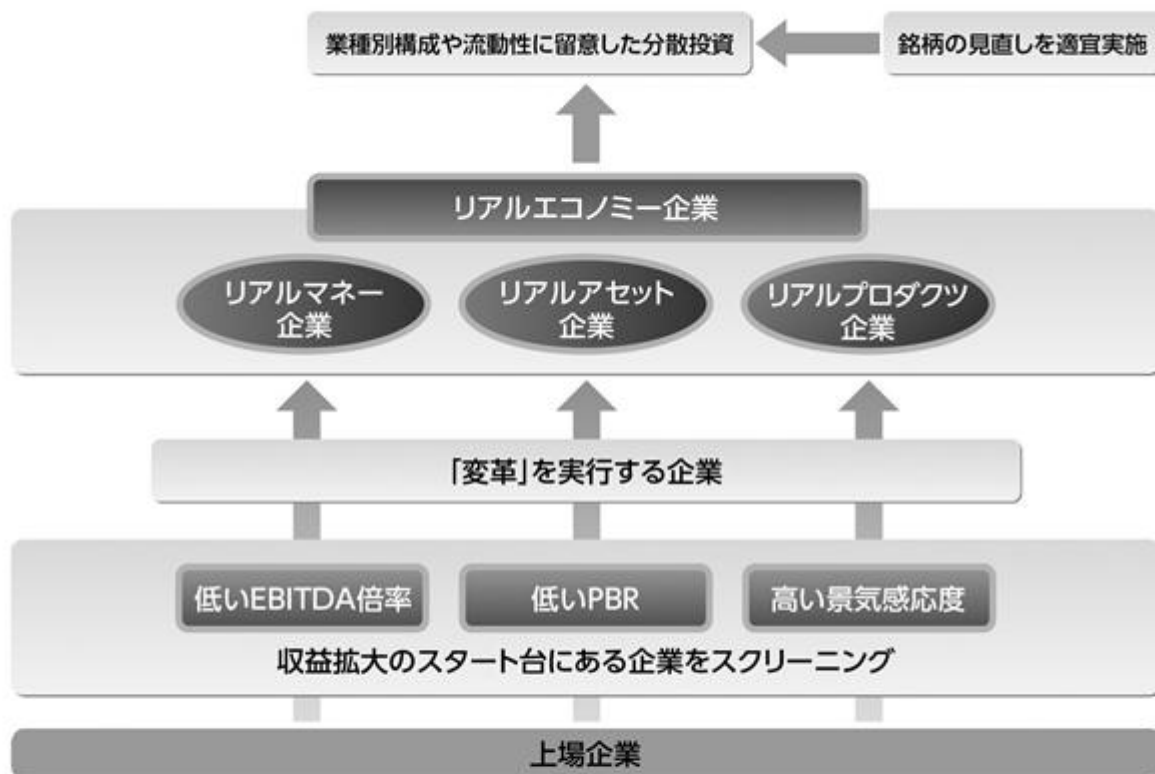 業種別構成や流動性に留意した分散投資
銘柄の見直しを適宜実施
リアルエコノミー企業
リアルマネー
企業
リアルアセット
企業
リアルプロダクツ
企業
「変革」を実行する企業
低いEBITDA倍率
低いPBR
高い景気感応度
収益拡大のスタート台にある企業をスクリーニング
上場企業